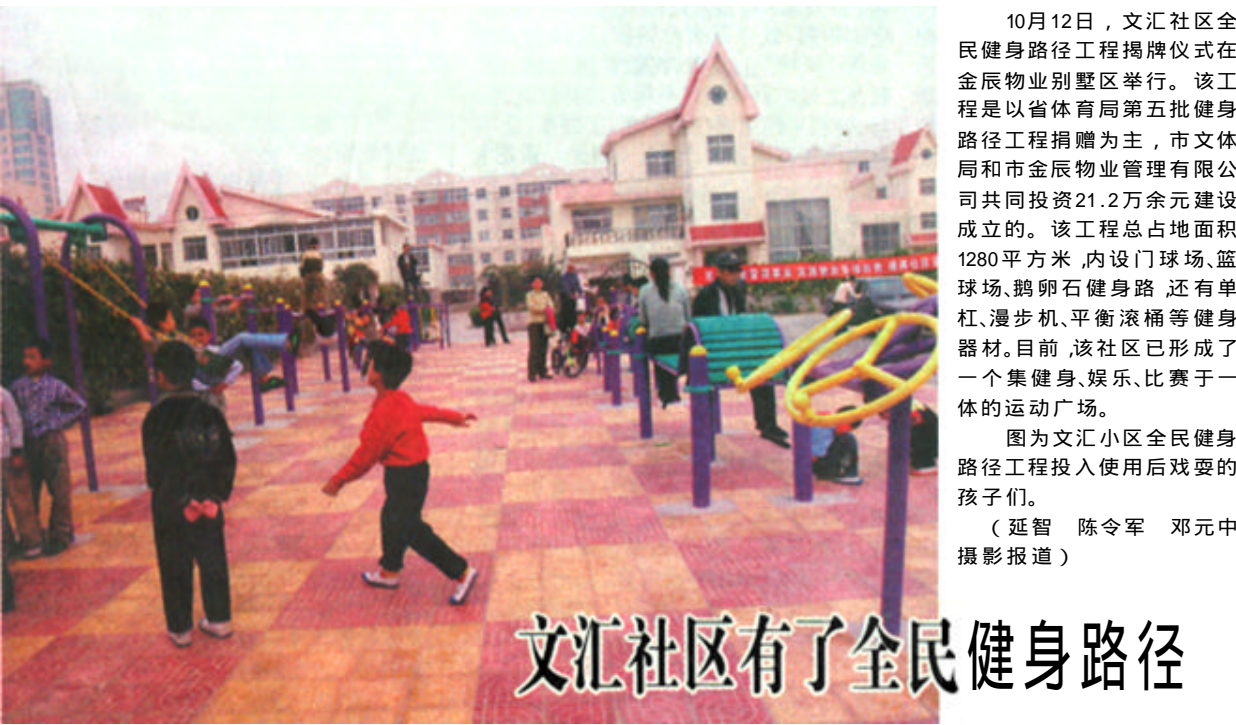 10月12日，文汇社区全
民健身路径工程揭牌仪式在
金辰物业别墅区举行。该工
程是以省体育局第五批健身
路径工程捐赠为主，市文体
局和市金辰物业管理有限公
司共同投资21.2万余元建设
成立的。该工程总占地面积
1280平方米,内设门球场、篮
球场、鹅卵石健身路,还有单
杠、漫步机、平衡滚桶等健身
器材。目前,该社区已形成了
一个集健身、娱乐、比赛于一
体的运动广场。
图为文汇小区全民健身
路径工程投入使用后戏耍的
孩子们。
（延智　陈令军　邓元中
摄影报道）
文汇社区有了全民健身路径